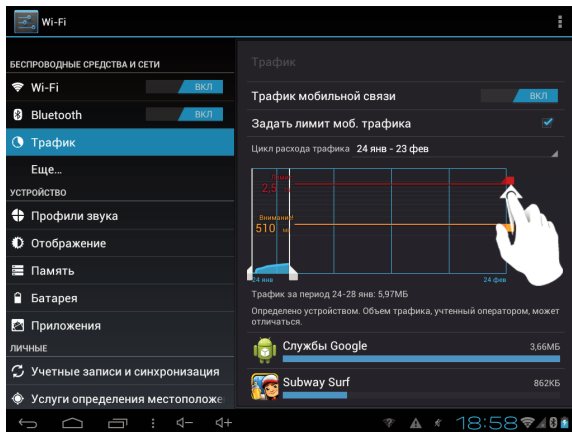 Wi-Fi
БЕСПРОВОДНЫЕ СРЕДСТВА И СЕТИ
Wi-Fi ВКЛ
Bluetooth ВКЛ
Трафик
Еще...
УСТРОЙСТВО
Профили звука
Отображение
Память
Батарея
Приложения
ЛИЧНЫЕ
Учетные записи и синхронизация
Услуги определения местоположе
Трафик
Трафик мобильной связи ВКЛ
Задать лимит моб. трафика
Цикл расхода трафика 24 янв - 23 фев
Лимит
2,5
Внимание!
510
24 янв 24 фев
Трафик за период 24-28 янв: 5,97МБ
Определено устройством. Объем трафика, учтенный оператором, может
отличаться.
Службы Google 3,66МБ
Subway Surf 862КБ
18:58